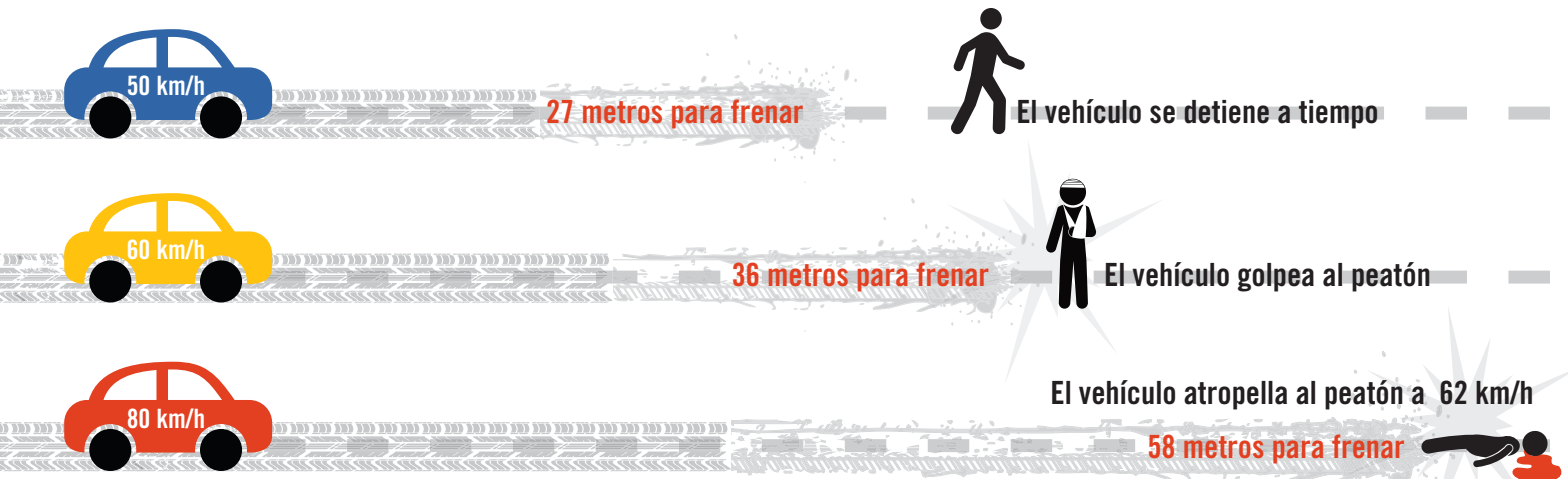 50 km/h
27 metros para frenar
El vehículo se detiene a tiempo
60 km/h
36 metros para frenar
El vehículo golpea al peatón
El vehículo atropella al peatón a 62 km/h
80 km/h
58 metros para frenar